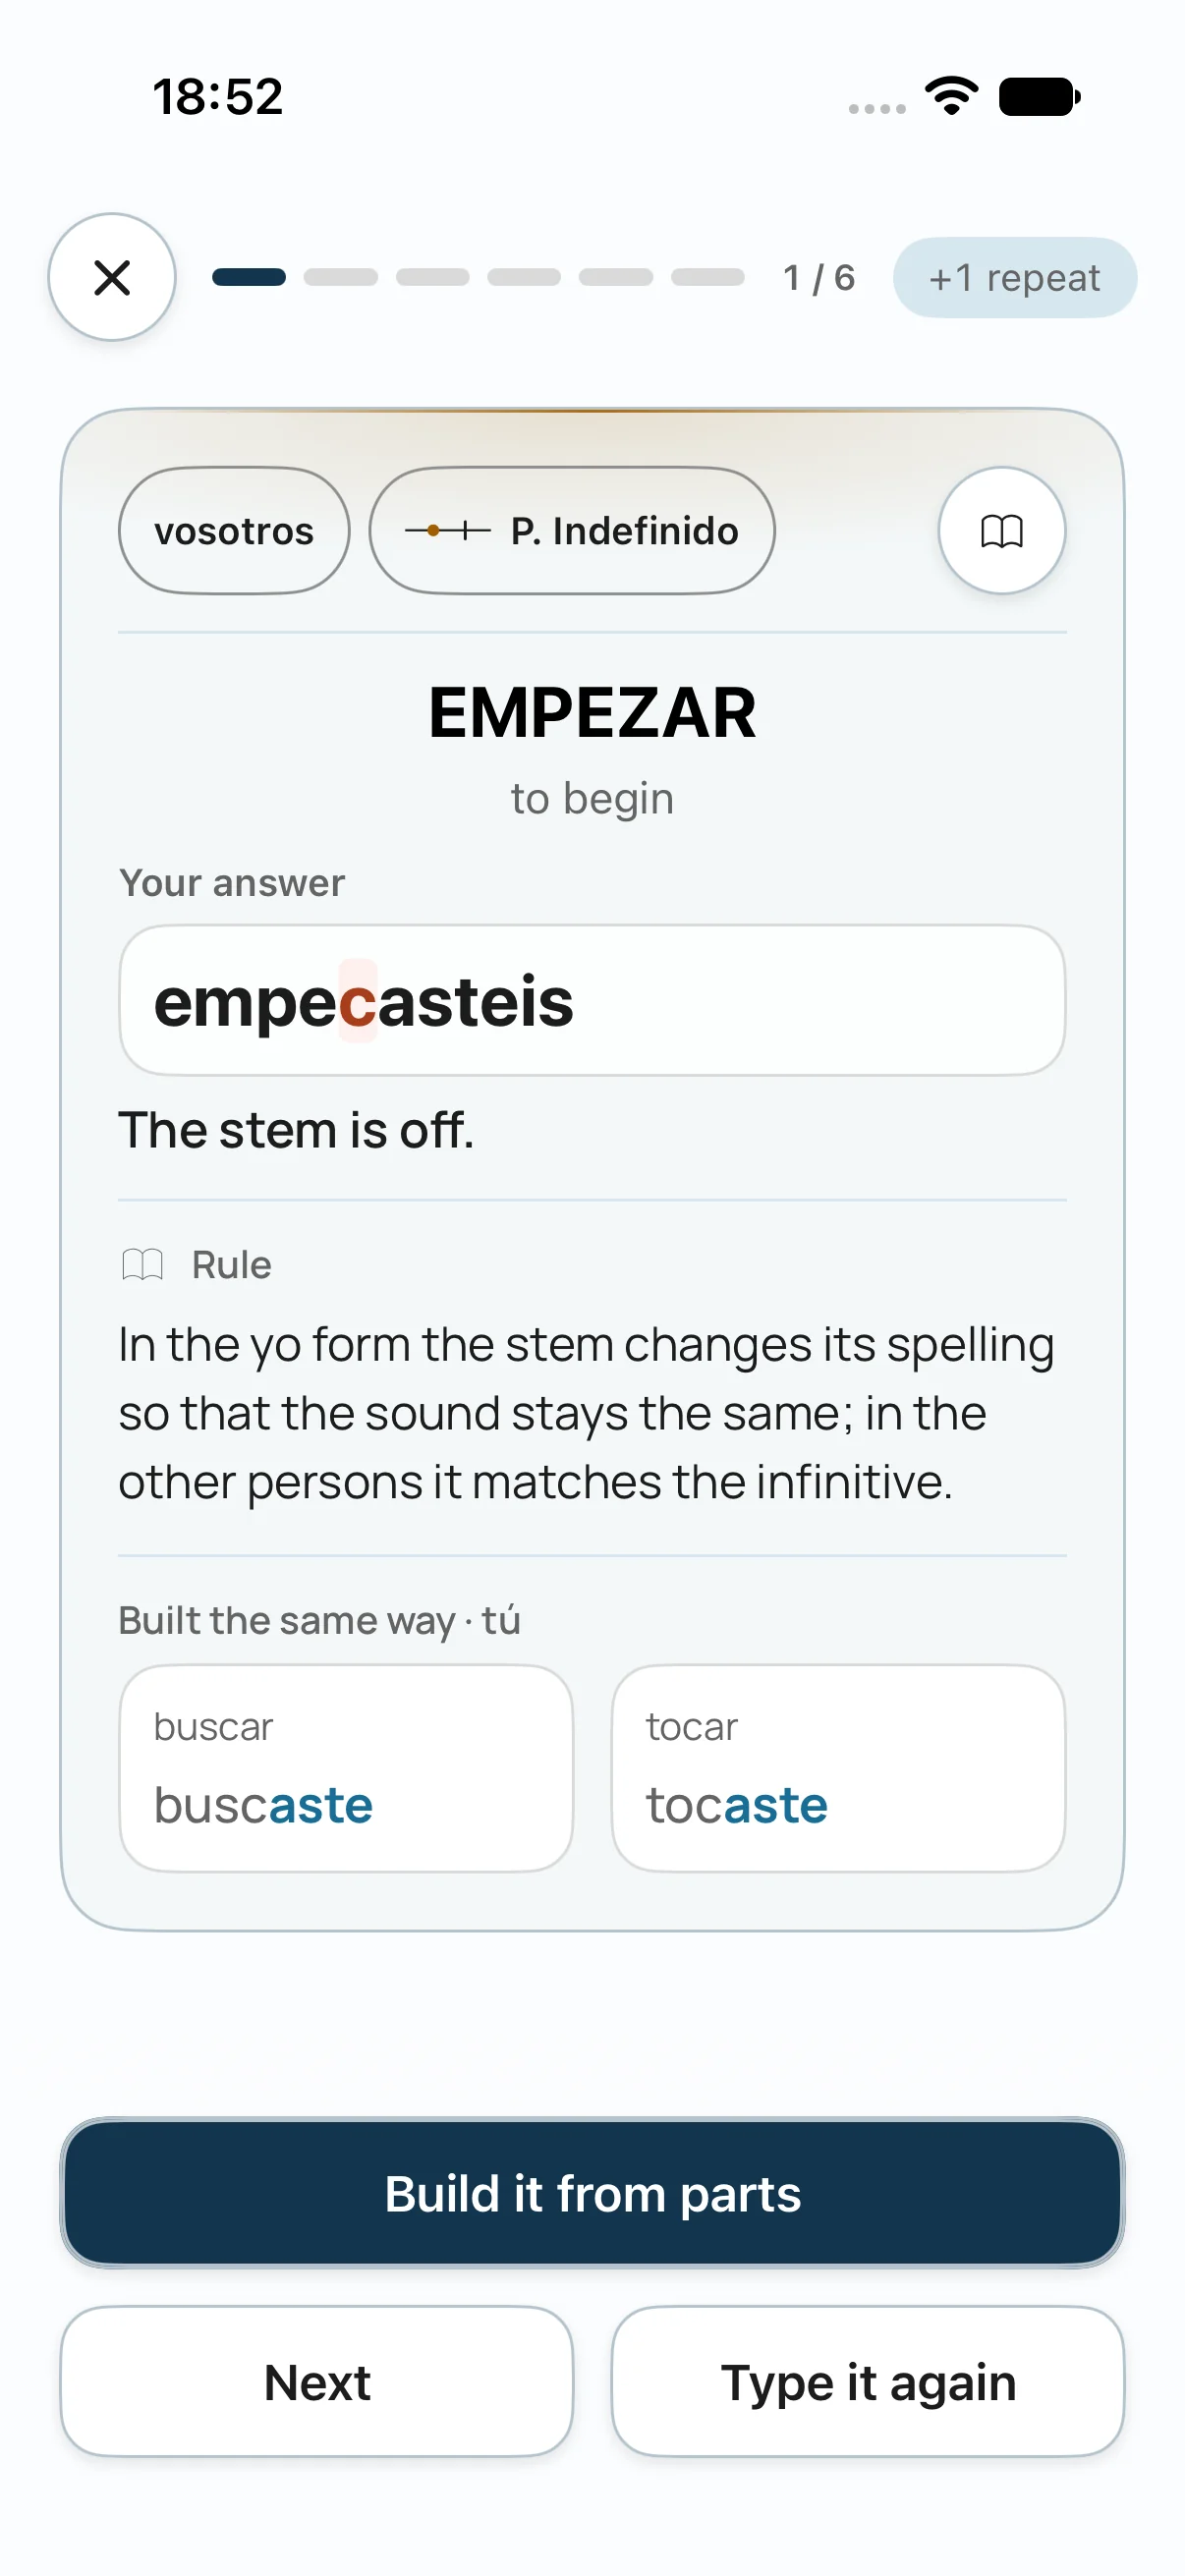 18:52
1 / 6
+1 repeat
vosotros
P. Indefinido
EMPEZAR
to begin
Your answer
empecasteis
The stem is off.
Rule
In the yo form the stem changes its spelling
so that the sound stays the same; in the
other persons it matches the infinitive.
Built the same way · tú
buscar
buscaste
tocar
tocaste
Build it from parts
Next
Type it again